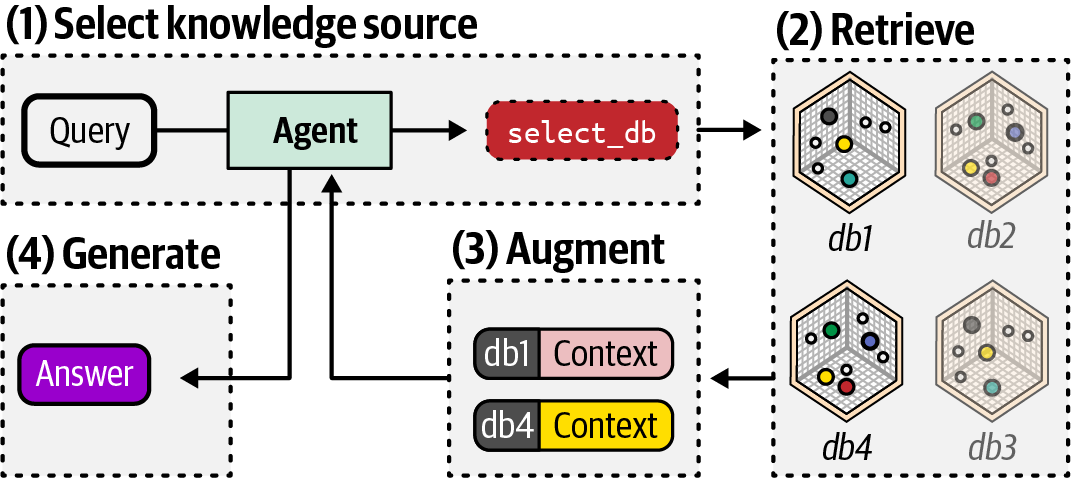 (1) Select knowledge source
Query
Agent
select_db
(2) Retrieve
db1
db2
db4
db3
(3) Augment
db1 Context
db4 Context
(4) Generate
Answer